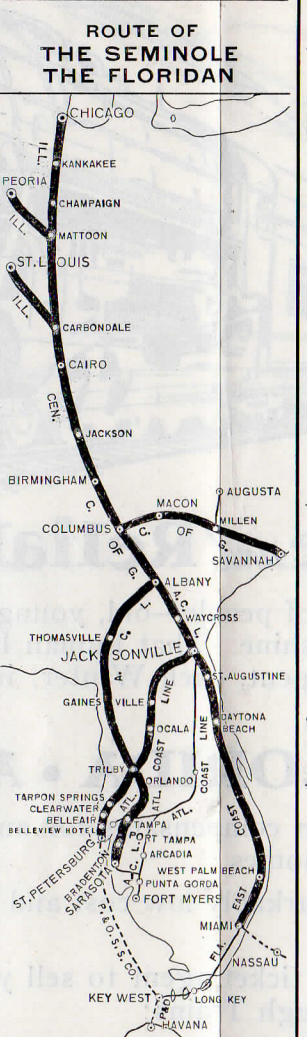 ROUTE OF
THE SEMINOLE
THE FLORIDAN
CHICAGO
ILL.
KANKAKEE
PEORIA
CHAMPAIGN
ILL.
MATTOON
ST. LOUIS
ILL.
CARBONDALE
CAIRO
CEN.
JACKSON
BIRMINGHAM
AUGUSTA
C.
MACON
MILLEN
COLUMBUS
C. OF G.
OF
SAVANNAH
G.
ALBANY
A.C.L.
WAYCROSS
THOMASVILLE
A.C.L.
JACKSONVILLE
ST. AUGUSTINE
GAINESVILLE
LINE
LINE
DAYTONA
BEACH
OCALA
COAST
COAST
TRILBY
ORLANDO
TARPON SPRINGS
ATL.
ATL.
ATL.
CLEARWATER
COAST
BELLEAIR
TAMPA
BELLEVIEW HOTEL
PORT TAMPA
A.C.L.
ARCADIA
ST. PETERSBURG
BRADENTON
SARASOTA
WEST PALM BEACH
PUNTA GORDA
EAST
FORT MYERS
P. & O. S. S. CO.
MIAMI
FLA.
NASSAU
KEY WEST
LONG KEY
P&O
HAVANA